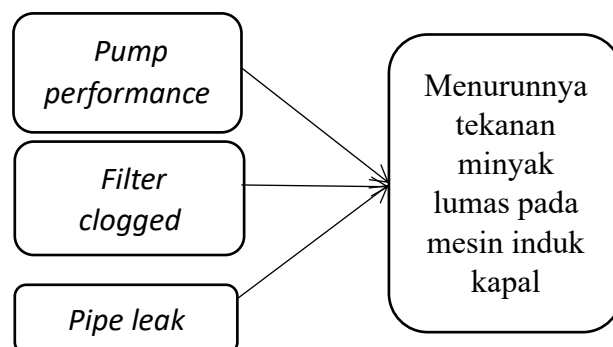 Pump
performance
Filter
clogged
Pipe leak
Menurunnya
tekanan
minyak
lumas pada
mesin induk
kapal